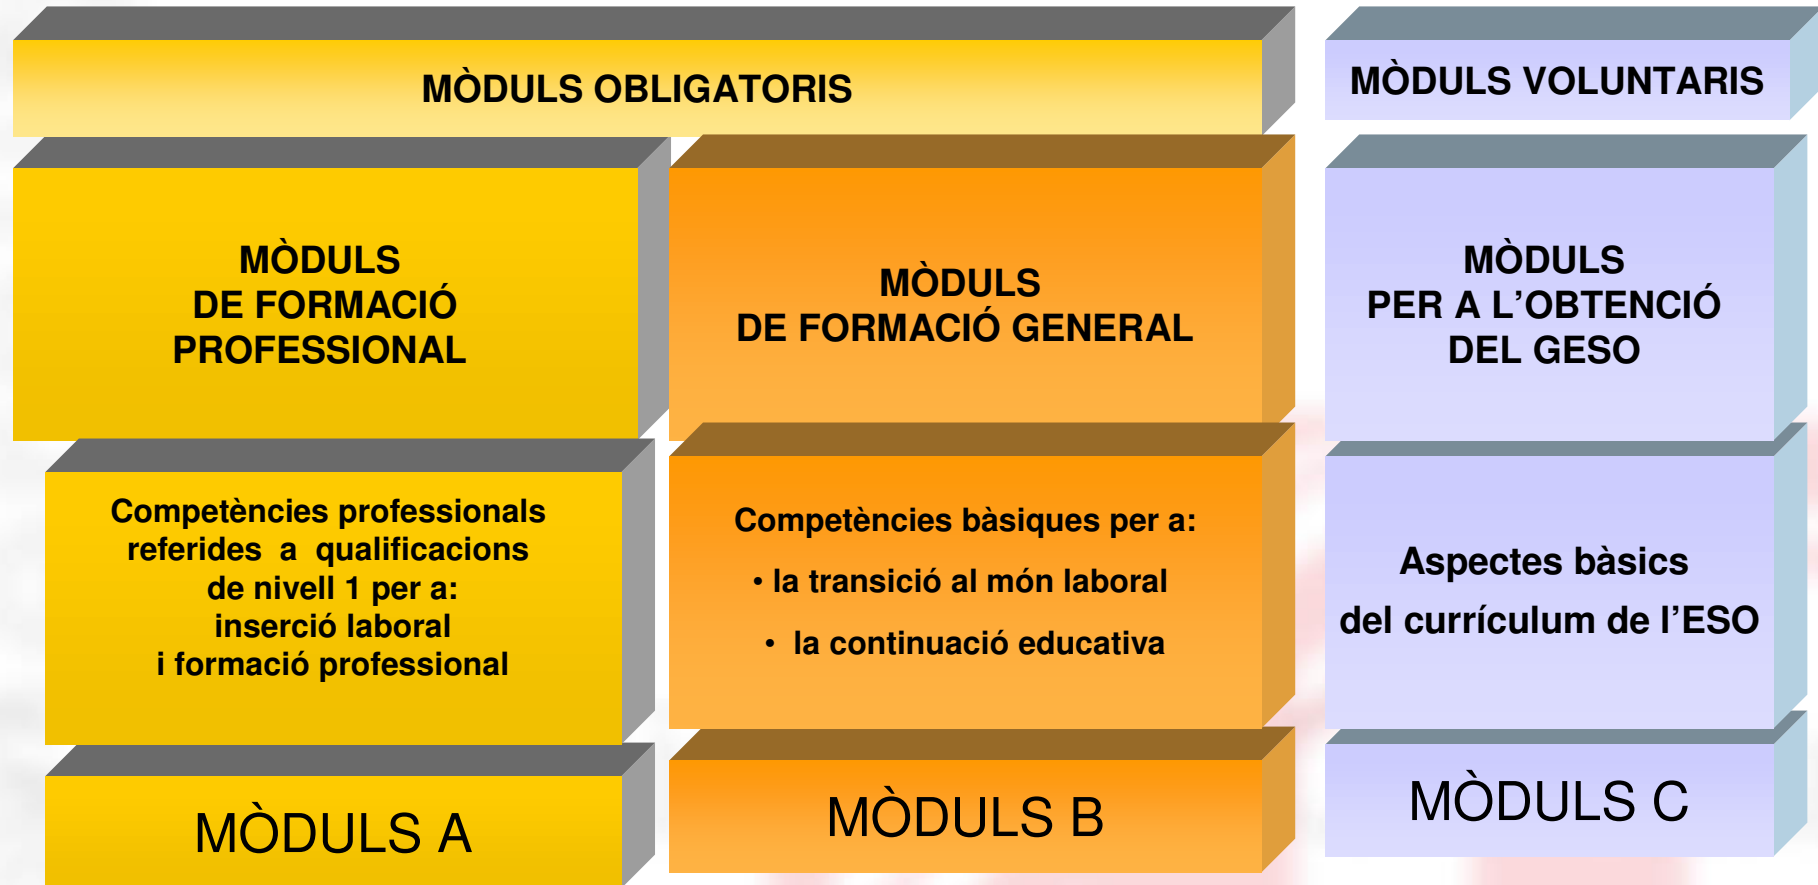 MÒDULS OBLIGATORIS
MÒDULS VOLUNTARIS
MÒDULS
DE FORMACIÓ
PROFESSIONAL
MÒDULS
DE FORMACIÓ GENERAL
MÒDULS
PER A L’OBTENCIÓ
DEL GESO
Competències professionals
referides a qualificacions
de nivell 1 per a:
inserció laboral
i formació professional
Competències bàsiques per a:
• la transició al món laboral
• la continuació educativa
Aspectes bàsics
del currículum de l’ESO
MÒDULS A
MÒDULS B
MÒDULS C